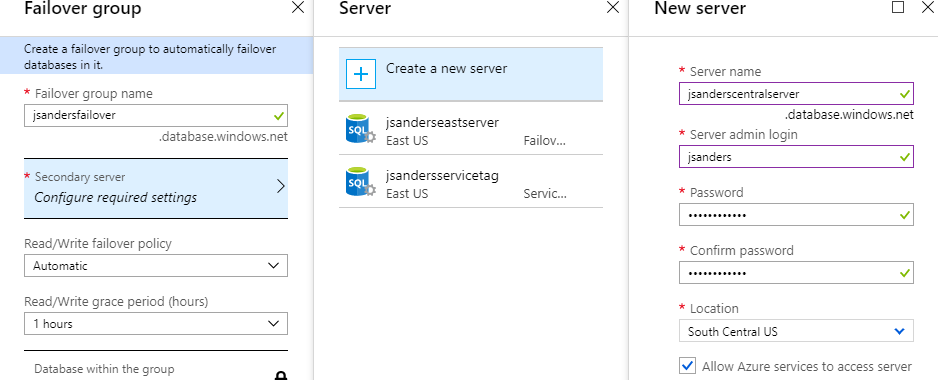 Failover group
Create a failover group to automatically failover
databases in it.
* Failover group name
jsandersfailover
.database.windows.net
* Secondary server
Configure required settings
Read/Write failover policy
Automatic
Read/Write grace period (hours)
1 hours
Database within the group
Server
Create a new server
SQL
jsanderseastserver
East US
Failov...
SQL
jsandersservicetag
East US
Servic...
New server
* Server name
jsanderscentralserver
.database.windows.net
* Server admin login
jsanders
* Password
••••••••••••
* Confirm password
••••••••••••
* Location
South Central US
Allow Azure services to access server